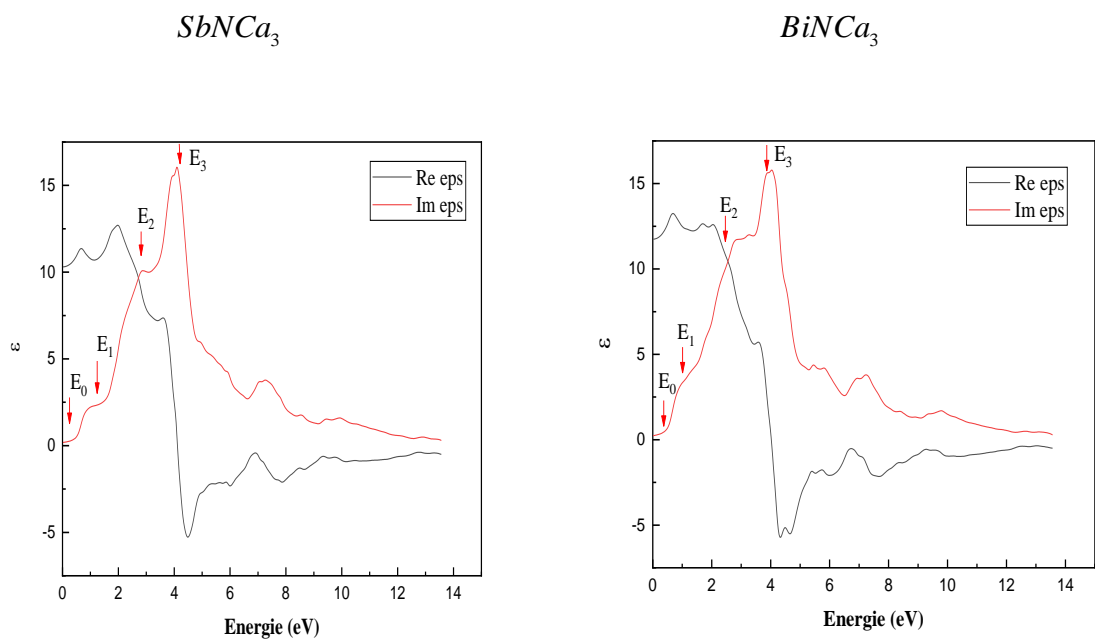 SbNCa₃
BiNCa₃
E₃
Re eps
Im eps
E₂
E₁
E₀
15
10
5
0
-5
ε
0 2 4 6 8 10 12 14
Energie (eV)
E₃
Re eps
Im eps
E₂
E₁
E₀
15
10
5
0
-5
ε
0 2 4 6 8 10 12 14
Energie (eV)